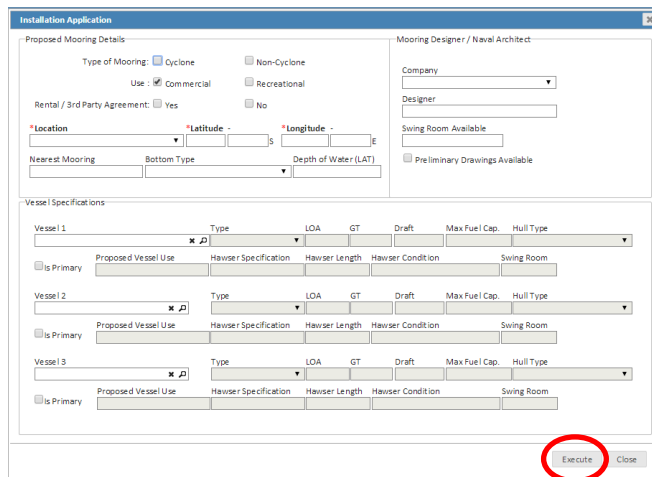 Installation Application
Proposed Mooring Details
Type of Mooring: Cyclone Non-Cyclone
Use : Commercial Recreational
Rental / 3rd Party Agreement: Yes No
*Location *Latitude - *Longitude -
S E
Nearest Mooring Bottom Type Depth of Water (LAT)
Mooring Designer / Naval Architect
Company
Designer
Swing Room Available
Preliminary Drawings Available
Vessel Specifications
Vessel 1 Type LOA GT Draft Max Fuel Cap. Hull Type
Is Primary Proposed Vessel Use Hawser Specification Hawser Length Hawser Condition Swing Room
Vessel 2 Type LOA GT Draft Max Fuel Cap. Hull Type
Is Primary Proposed Vessel Use Hawser Specification Hawser Length Hawser Condition Swing Room
Vessel 3 Type LOA GT Draft Max Fuel Cap. Hull Type
Is Primary Proposed Vessel Use Hawser Specification Hawser Length Hawser Condition Swing Room
Execute Close